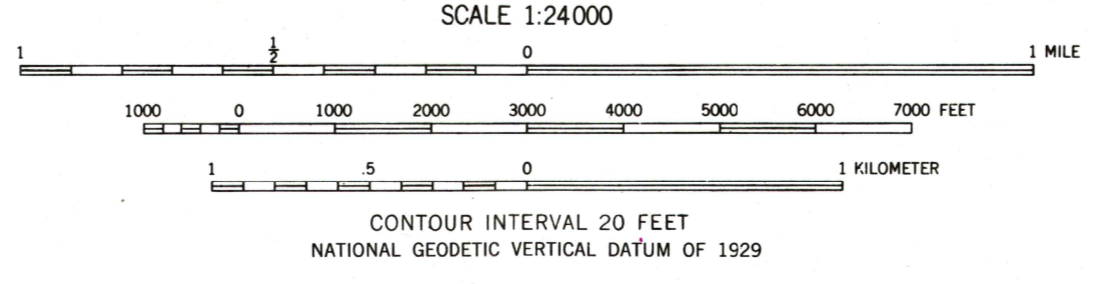 SCALE 1:24000
1 ½ 0 1 MILE
1000 0 1000 2000 3000 4000 5000 6000 7000 FEET
1 .5 0 1 KILOMETER
CONTOUR INTERVAL 20 FEET
NATIONAL GEODETIC VERTICAL DATUM OF 1929